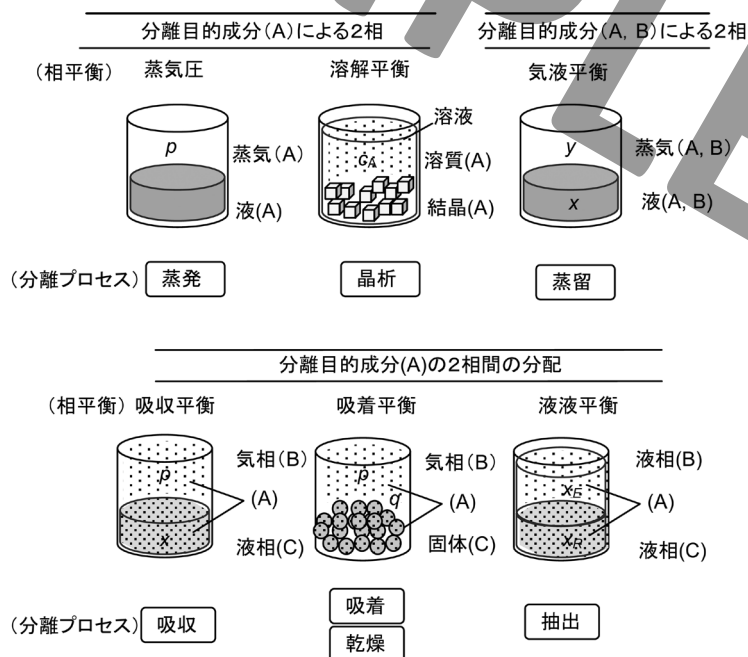 分離目的成分(A)による2相
分離目的成分(A, B)による2相
(相平衡) 蒸気圧 溶解平衡 気液平衡
溶液
p
蒸気(A)
液(A)
cA
溶質(A)
結晶(A)
y
蒸気(A, B)
x
液(A, B)
(分離プロセス) 蒸発 晶析 蒸留
分離目的成分(A)の2相間の分配
(相平衡) 吸収平衡 吸着平衡 液液平衡
p
気相(B)
(A)
x
液相(C)
p
気相(B)
q
(A)
固体(C)
液相(B)
xE
(A)
xR
液相(C)
(分離プロセス) 吸収 吸着 抽出
乾燥